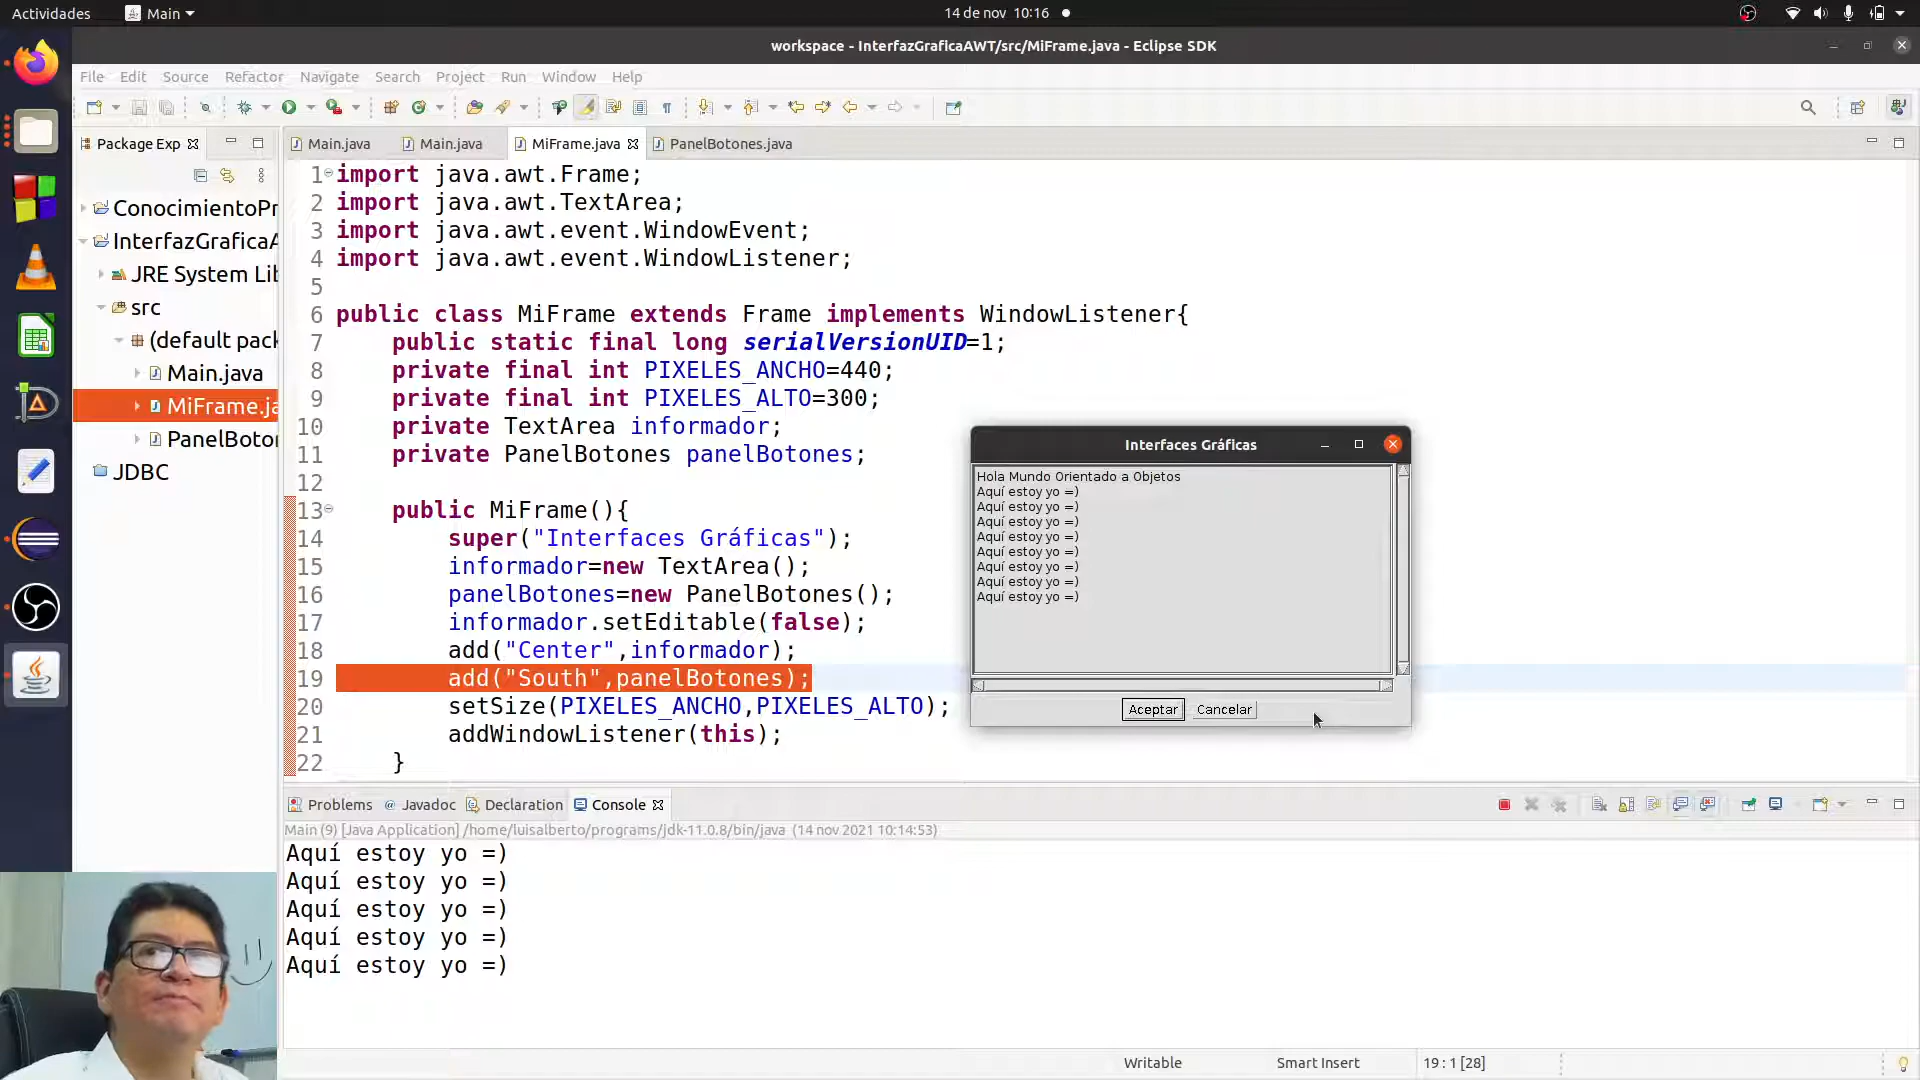 Actividades
Main
14 de nov 10:16
workspace - InterfazGraficaAWT/src/MiFrame.java - Eclipse SDK
File Edit Source Refactor Navigate Search Project Run Window Help
Package Exp
Main.java
Main.java
MiFrame.java
PanelBotones.java
ConocimientoPr
InterfazGraficaA
JRE System Lib
src
(default pack
Main.java
MiFrame.ja
PanelBoton
JDBC
1 import java.awt.Frame;
2 import java.awt.TextArea;
3 import java.awt.event.WindowEvent;
4 import java.awt.event.WindowListener;
5
6 public class MiFrame extends Frame implements WindowListener{
7 public static final long serialVersionUID=1;
8 private final int PIXELES_ANCHO=440;
9 private final int PIXELES_ALTO=300;
10 private TextArea informador;
11 private PanelBotones panelBotones;
12
13 public MiFrame(){
14 super("Interfaces Gráficas");
15 informador=new TextArea();
16 panelBotones=new PanelBotones();
17 informador.setEditable(false);
18 add("Center",informador);
19 add("South",panelBotones);
20 setSize(PIXELES_ANCHO,PIXELES_ALTO);
21 addWindowListener(this);
22 }
Interfaces Gráficas
Hola Mundo Orientado a Objetos
Aquí estoy yo =)
Aquí estoy yo =)
Aquí estoy yo =)
Aquí estoy yo =)
Aquí estoy yo =)
Aquí estoy yo =)
Aquí estoy yo =)
Aquí estoy yo =)
Aceptar Cancelar
Problems Javadoc Declaration Console
Main (9) [Java Application] /home/luisalberto/programs/jdk-11.0.8/bin/java (14 nov 2021 10:14:53)
Aquí estoy yo =)
Aquí estoy yo =)
Aquí estoy yo =)
Aquí estoy yo =)
Aquí estoy yo =)
Writable Smart Insert 19 : 1 [28]